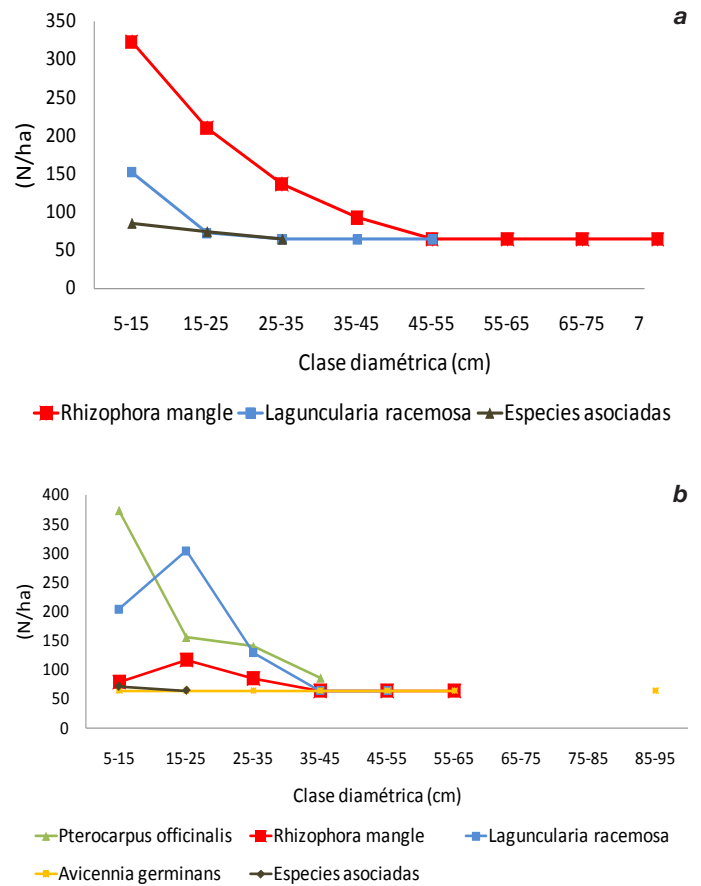 a
350
300
250
200
150
100
50
0
(N/ha)
5-15 15-25 25-35 35-45 45-55 55-65 65-75 7
Clase diamétrica (cm)
Rhizophora mangle Laguncularia racemosa Especies asociadas
b
400
350
300
250
200
150
100
50
0
(N/ha)
5-15 15-25 25-35 35-45 45-55 55-65 65-75 75-85 85-95
Clase diamétrica (cm)
Pterocarpus officinalis Rhizophora mangle Laguncularia racemosa
Avicennia germinans Especies asociadas